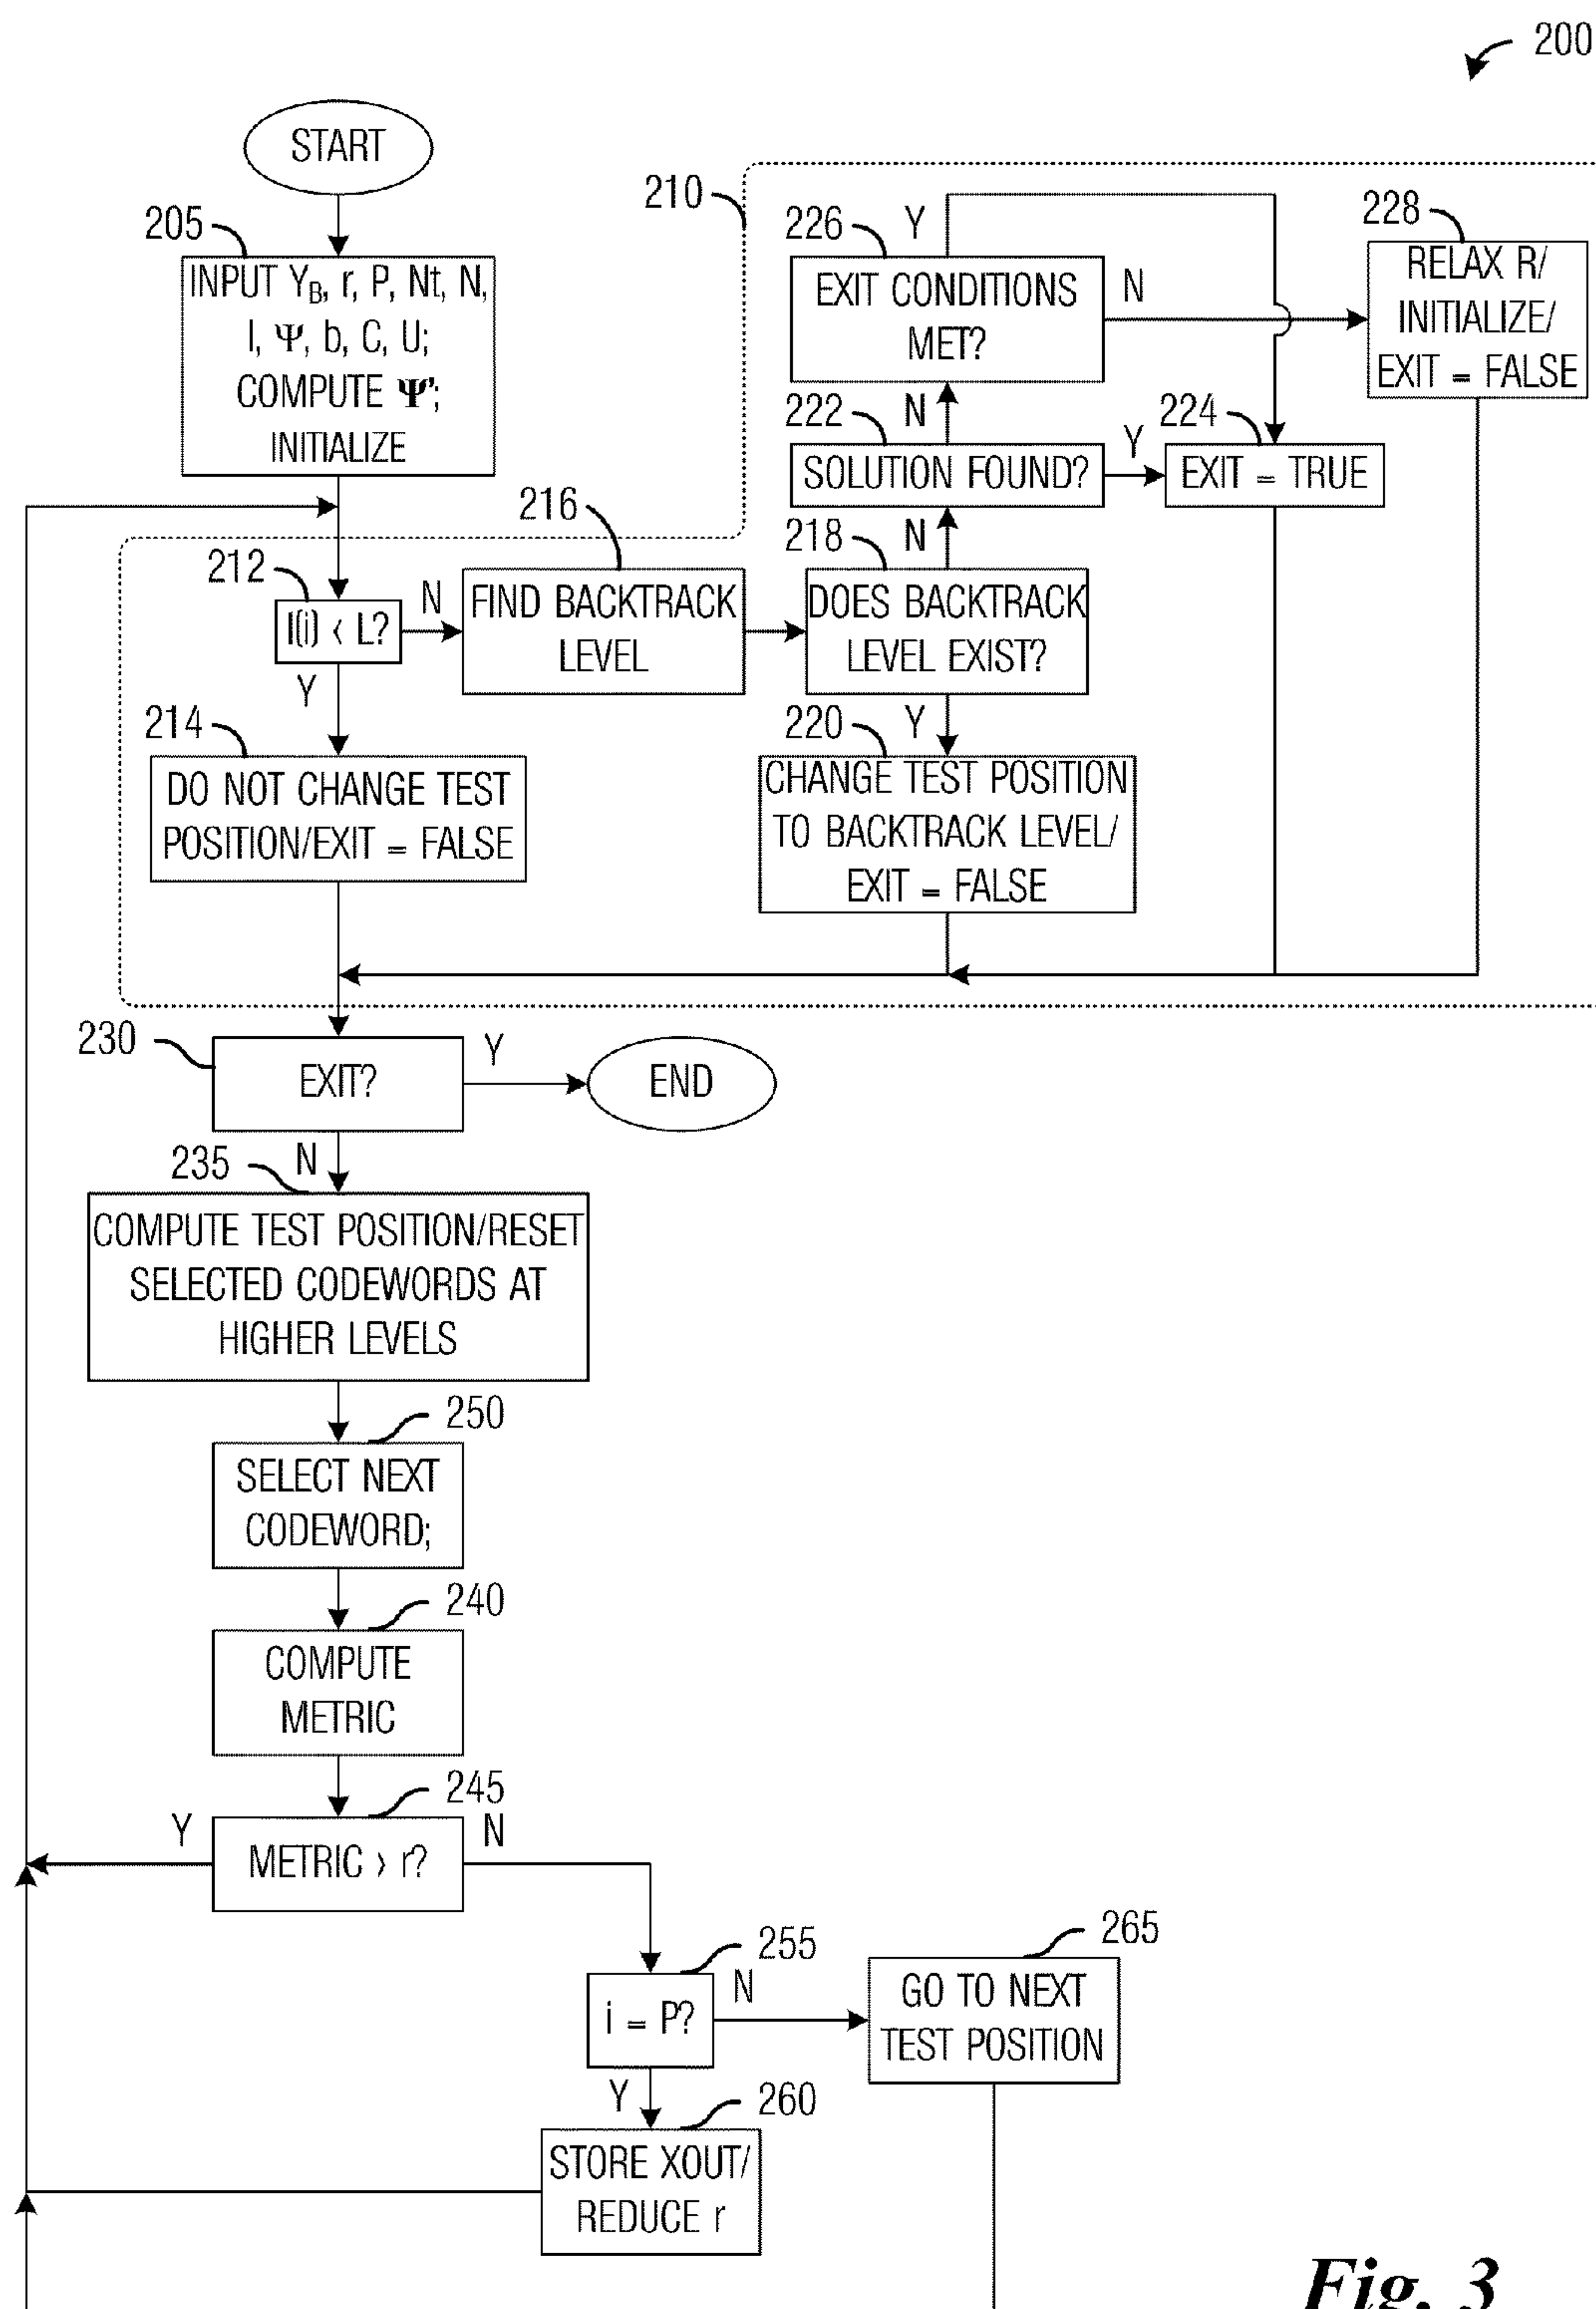 200
START
205
INPUT YB, r, P, Nt, N,
I, Ψ, b, C, U;
COMPUTE Ψ';
INITIALIZE
210
226
Y
EXIT CONDITIONS
MET?
N
228
RELAX R/
INITIALIZE/
EXIT = FALSE
222
N
SOLUTION FOUND?
Y
224
EXIT = TRUE
212
I(i) < L?
N
Y
216
FIND BACKTRACK
LEVEL
218
N
DOES BACKTRACK
LEVEL EXIST?
Y
214
DO NOT CHANGE TEST
POSITION/EXIT = FALSE
220
CHANGE TEST POSITION
TO BACKTRACK LEVEL/
EXIT = FALSE
230
EXIT?
Y
END
N
235
COMPUTE TEST POSITION/RESET
SELECTED CODEWORDS AT
HIGHER LEVELS
250
SELECT NEXT
CODEWORD;
240
COMPUTE
METRIC
245
Y
METRIC > r?
N
255
i = P?
N
Y
265
GO TO NEXT
TEST POSITION
260
STORE XOUT/
REDUCE r
Fig. 3